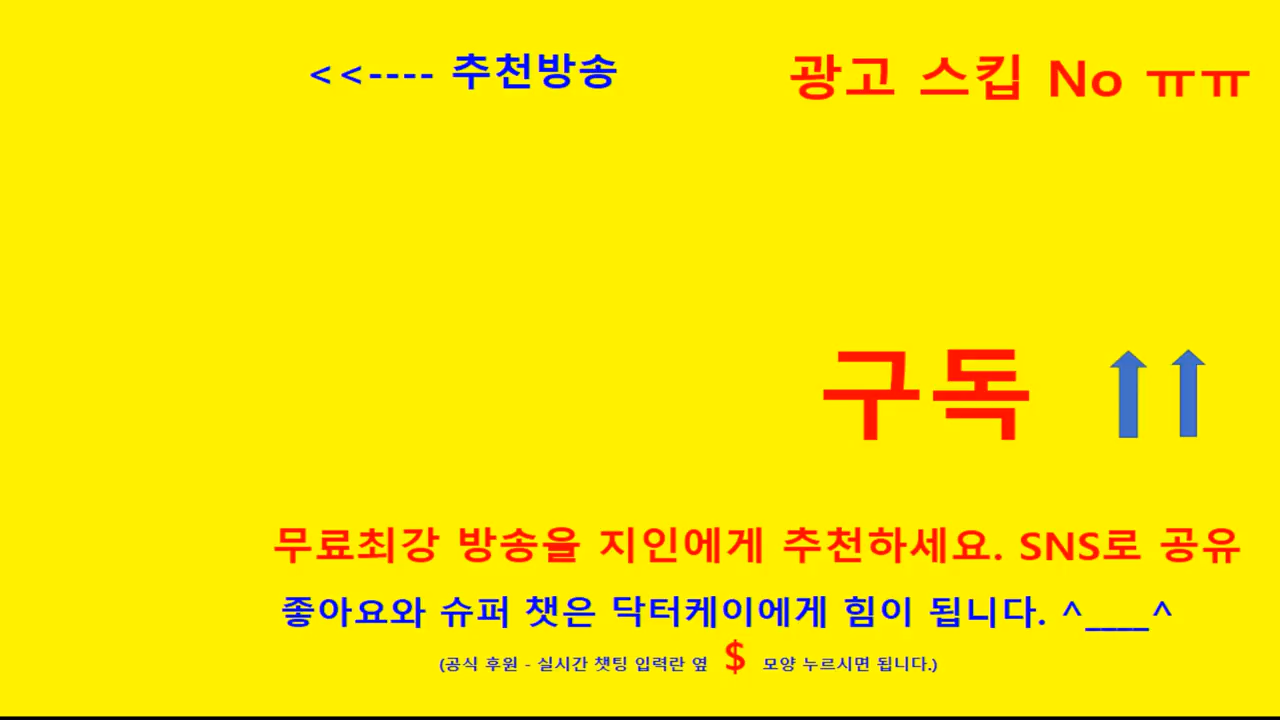 <<---- 추천방송
광고 스킵 No ㅠㅠ
구독
무료최강 방송을 지인에게 추천하세요. SNS로 공유
좋아요와 슈퍼 챗은 닥터케이에게 힘이 됩니다. ^____^
(공식 후원 - 실시간 챗팅 입력란 옆 $ 모양 누르시면 됩니다.)